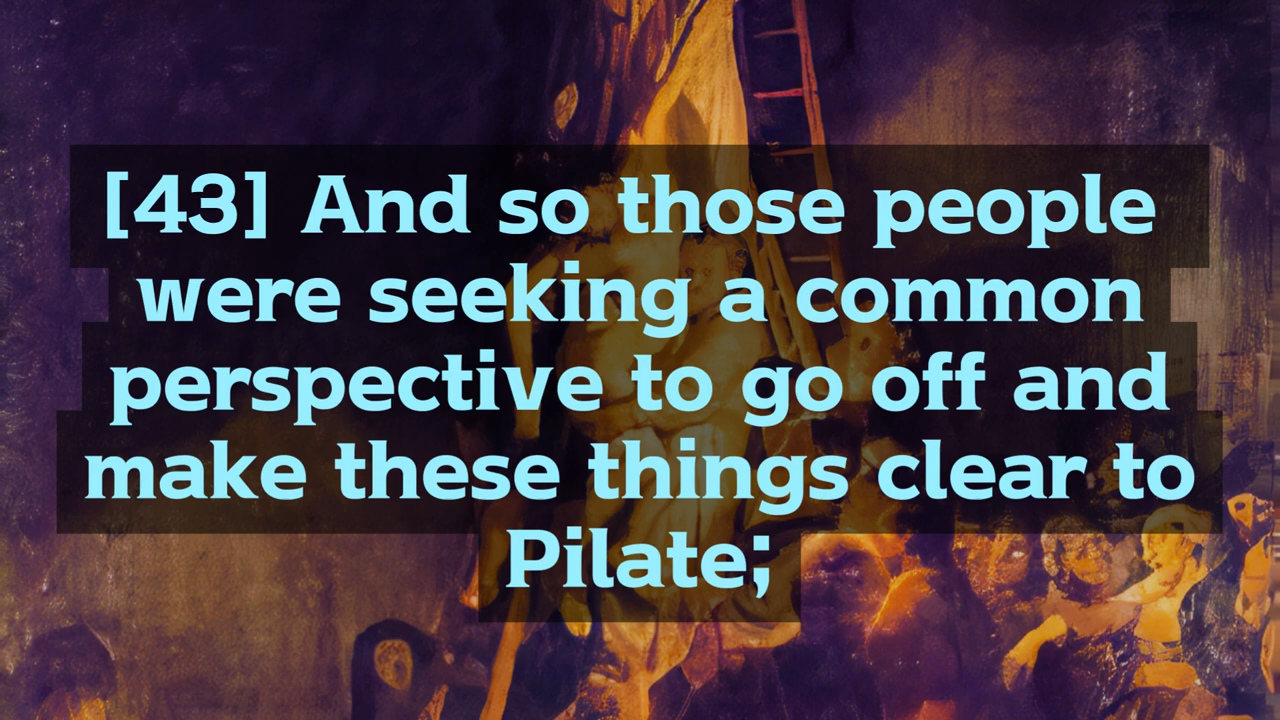 [43] And so those people
were seeking a common
perspective to go off and
make these things clear to
Pilate;